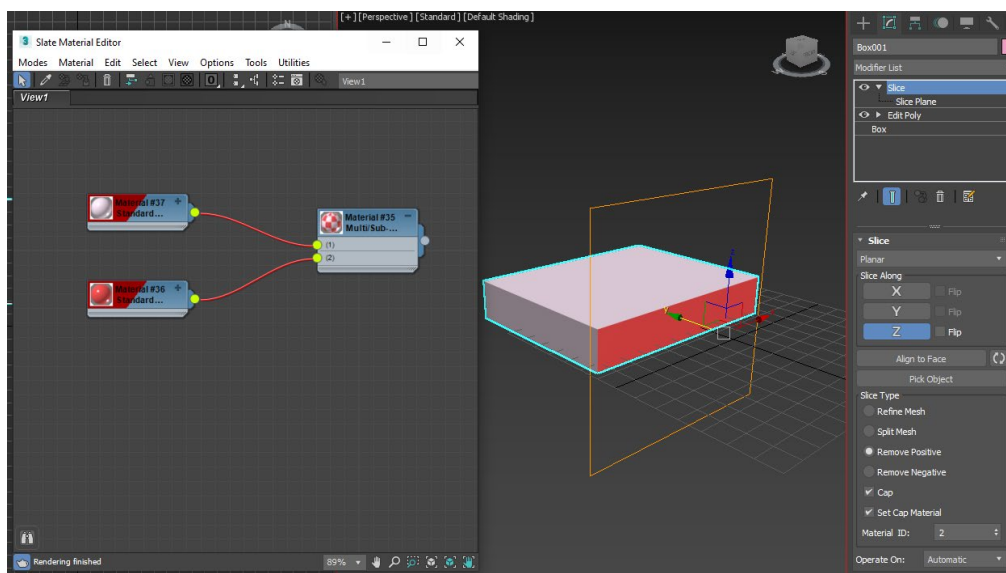 [+] [Perspective ] [Standard ] [Default Shading ]
N
3 Slate Material Editor
Modes Material Edit Select View Options Tools Utilities
View1
View1
Material #37
Standard...
Material #35
Multi/Sub-...
(1)
(2)
Material #36
Standard...
Rendering finished
89%
Box001
Modifier List
Slice
Slice Plane
Edit Poly
Box
Slice
Planar
Slice Along
X Flip
Y Flip
Z Flip
Align to Face
Pick Object
Slice Type
Refine Mesh
Split Mesh
Remove Positive
Remove Negative
Cap
Set Cap Material
Material ID: 2
Operate On: Automatic